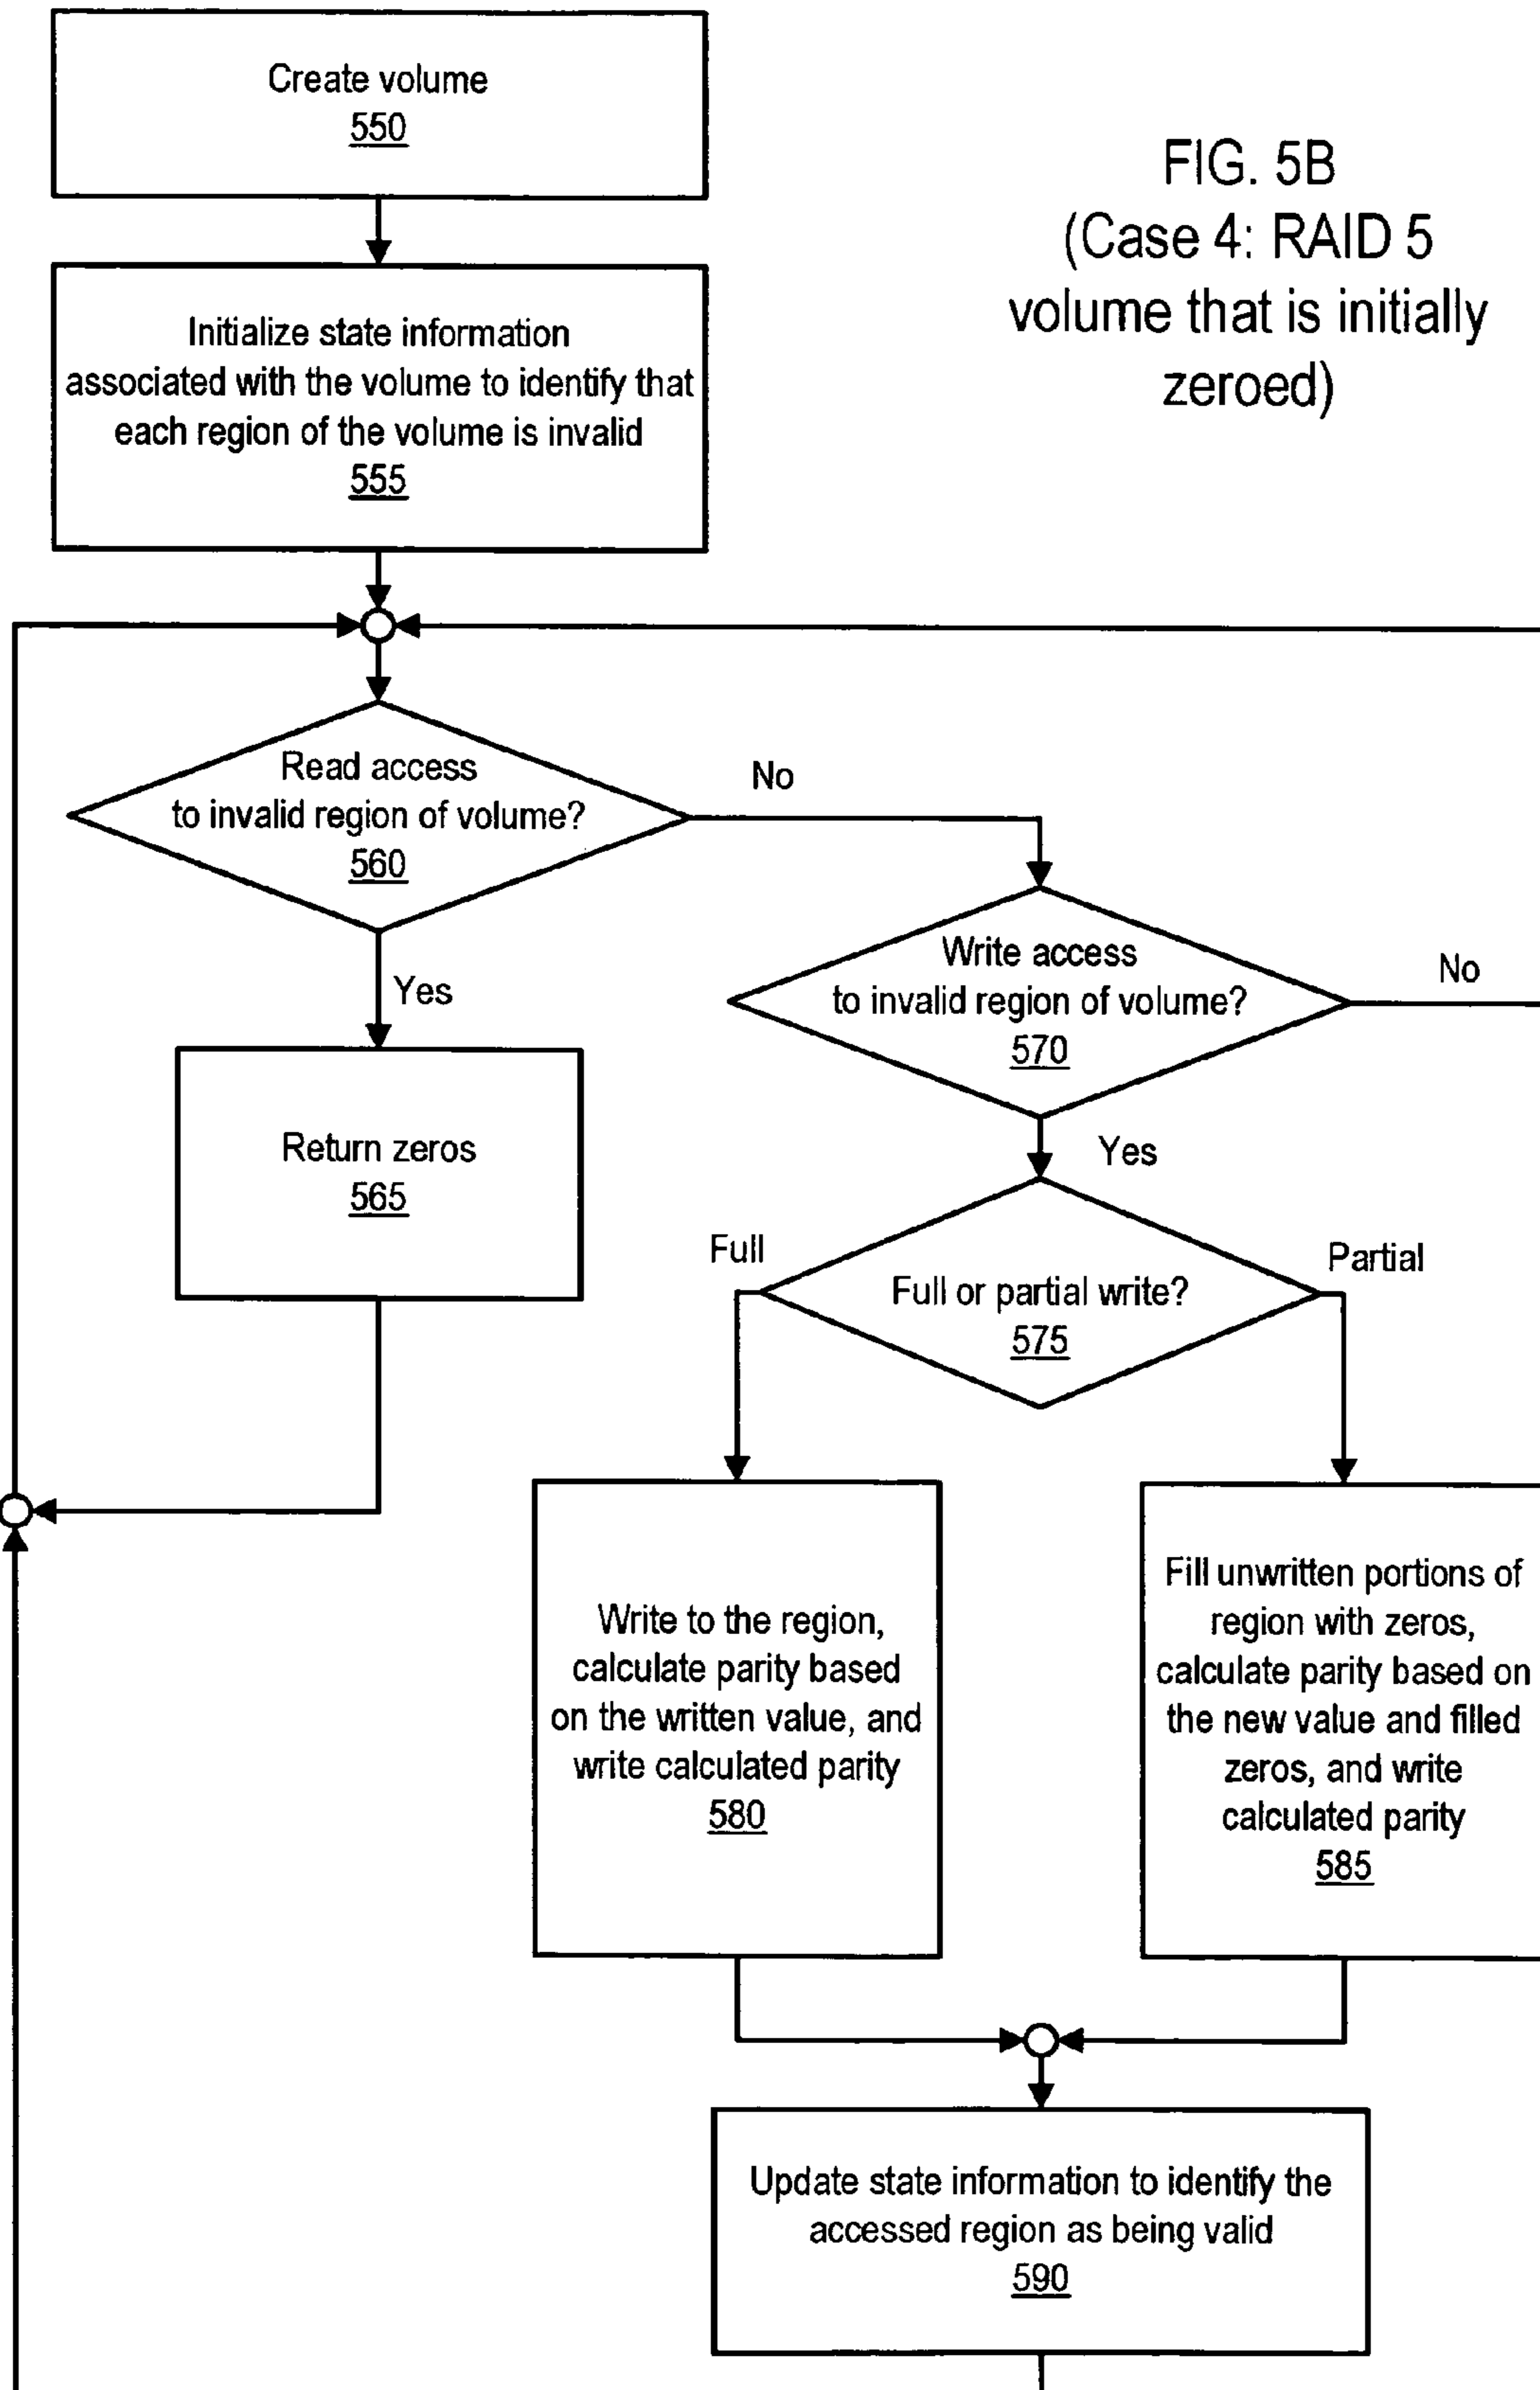 Create volume
550
FIG. 5B
(Case 4: RAID 5
volume that is initially
zeroed)
Initialize state information
associated with the volume to identify that
each region of the volume is invalid
555
Read access
to invalid region of volume?
560
No
Yes
Write access
to invalid region of volume?
570
No
Yes
Return zeros
565
Full or partial write?
575
Full
Partial
Write to the region,
calculate parity based
on the written value, and
write calculated parity
580
Fill unwritten portions of
region with zeros,
calculate parity based on
the new value and filled
zeros, and write
calculated parity
585
Update state information to identify the
accessed region as being valid
590